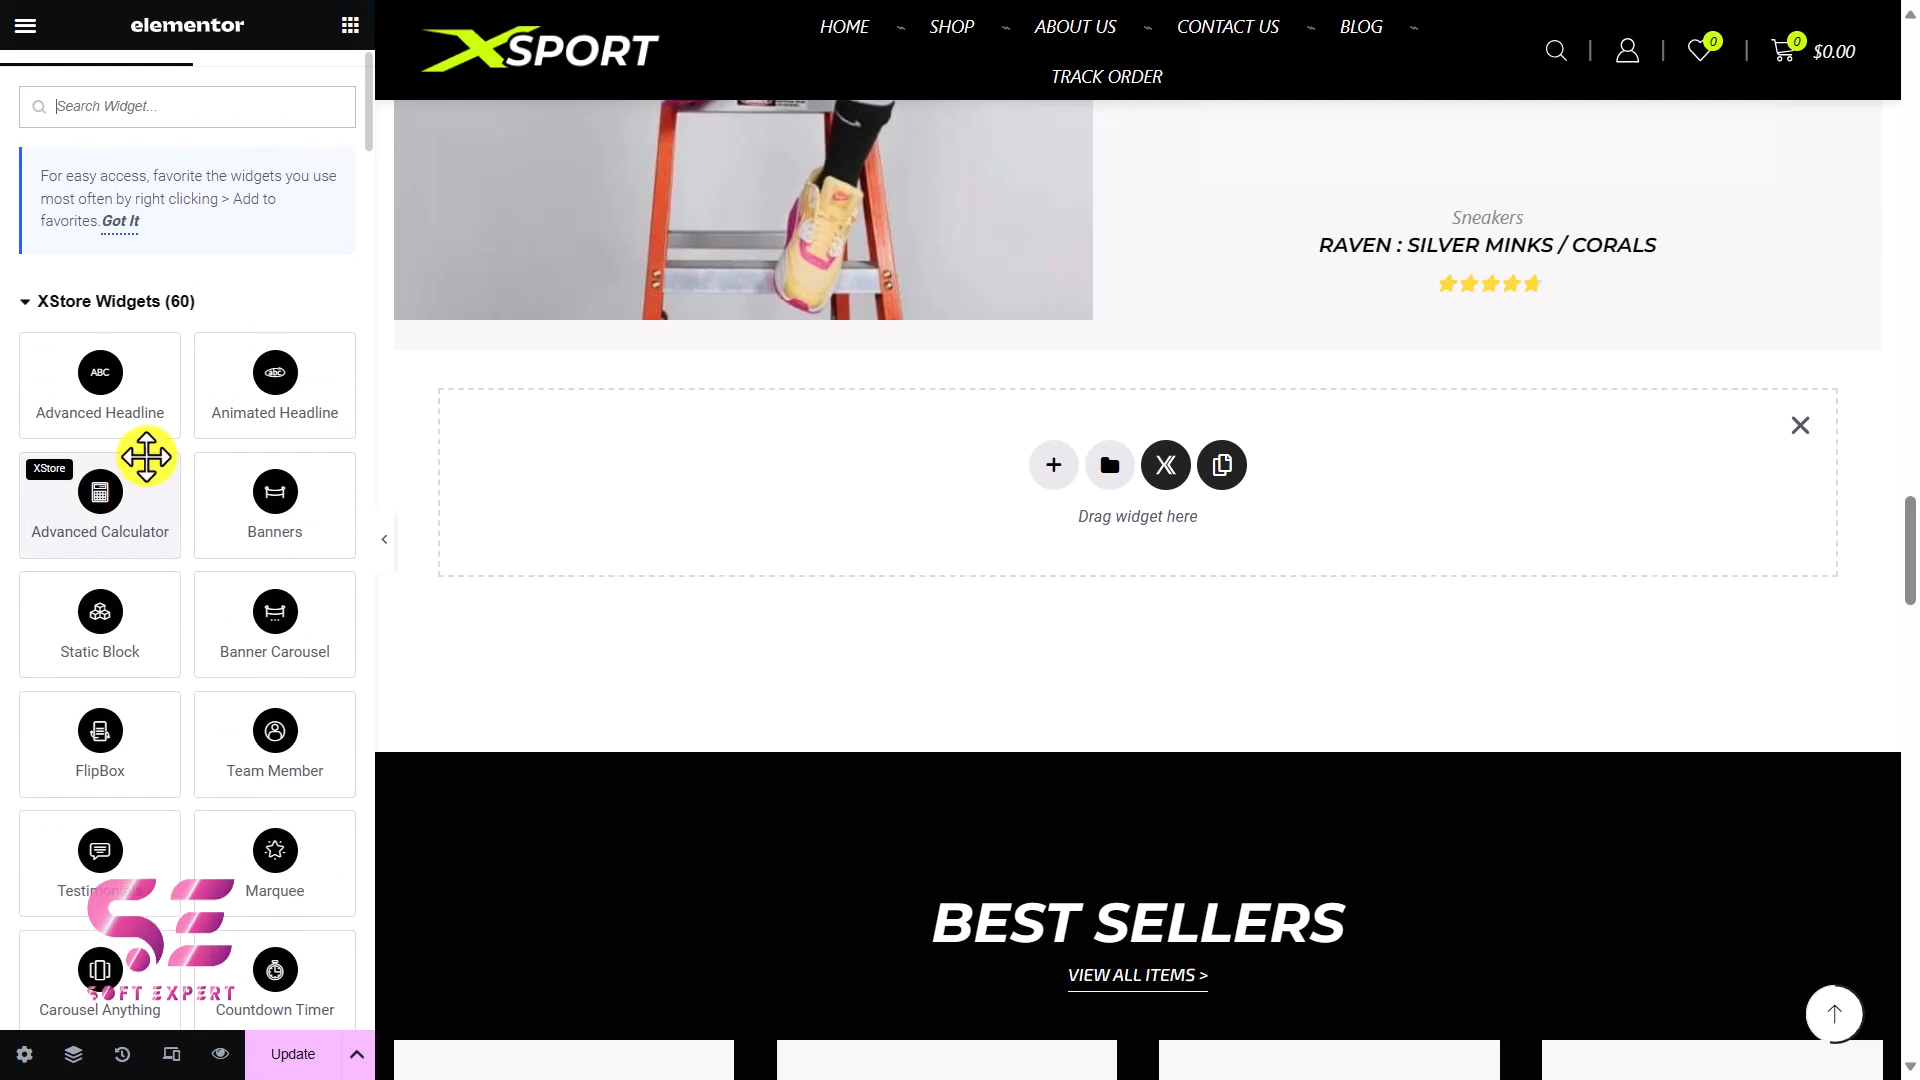 elementor
Search Widget...
For easy access, favorite the widgets you use
most often by right clicking > Add to
favorites.Got It
XStore Widgets (60)
ABC
Advanced Headline
abc
Animated Headline
XStore
Advanced Calculator
Banners
Static Block
Banner Carousel
FlipBox
Team Member
Testimonials
Marquee
Carousel Anything
Countdown Timer
SE
SOFT EXPERT
Update
XSPORT
HOME
SHOP
ABOUT US
CONTACT US
BLOG
TRACK ORDER
0
0
$0.00
Sneakers
RAVEN : SILVER MINKS / CORALS
Drag widget here
BEST SELLERS
VIEW ALL ITEMS >